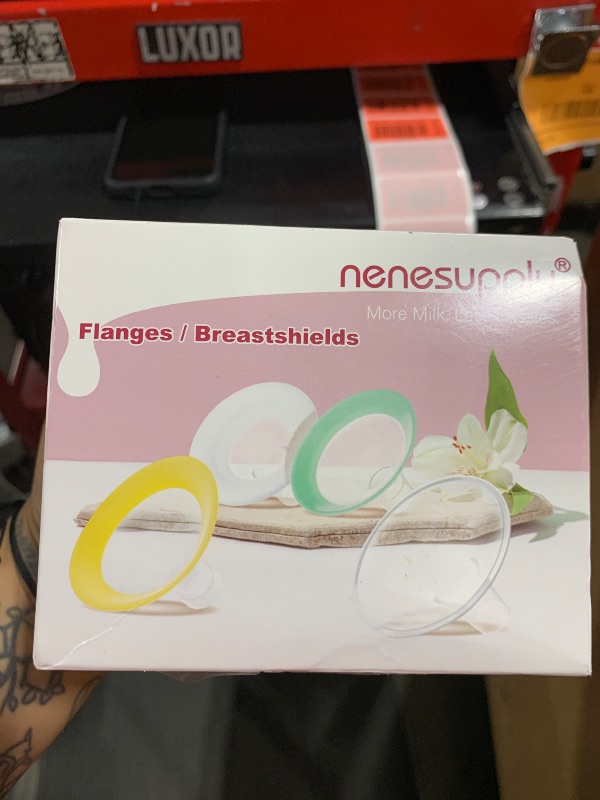 LUXOR
nenesupply®
More Milk,
Flanges / Breastshields